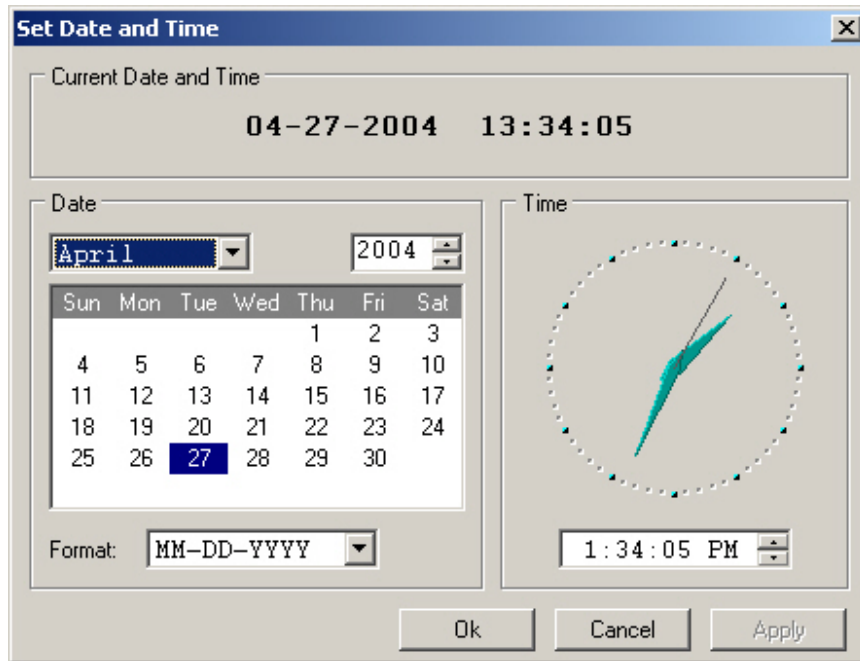 Set Date and Time
Current Date and Time
04-27-2004 13:34:05
Date
April 2004
Sun Mon Tue Wed Thu Fri Sat
1 2 3
4 5 6 7 8 9 10
11 12 13 14 15 16 17
18 19 20 21 22 23 24
25 26 27 28 29 30
Format: MM-DD-YYYY
Time
1:34:05 PM
Ok Cancel Apply